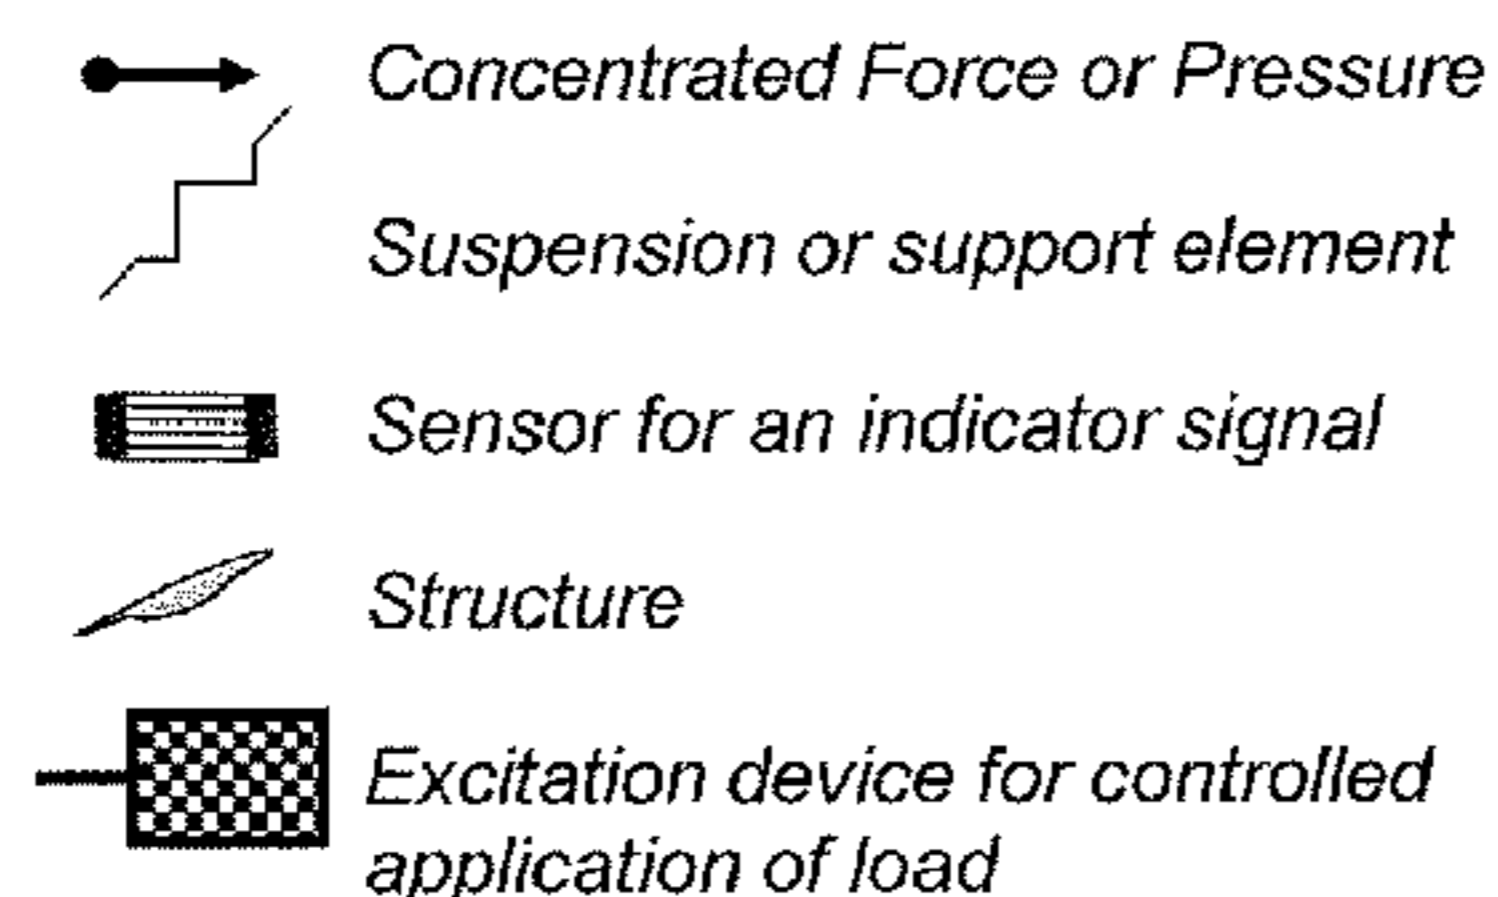 Concentrated Force or Pressure
Suspension or support element
Sensor for an indicator signal
Structure
Excitation device for controlled
application of load